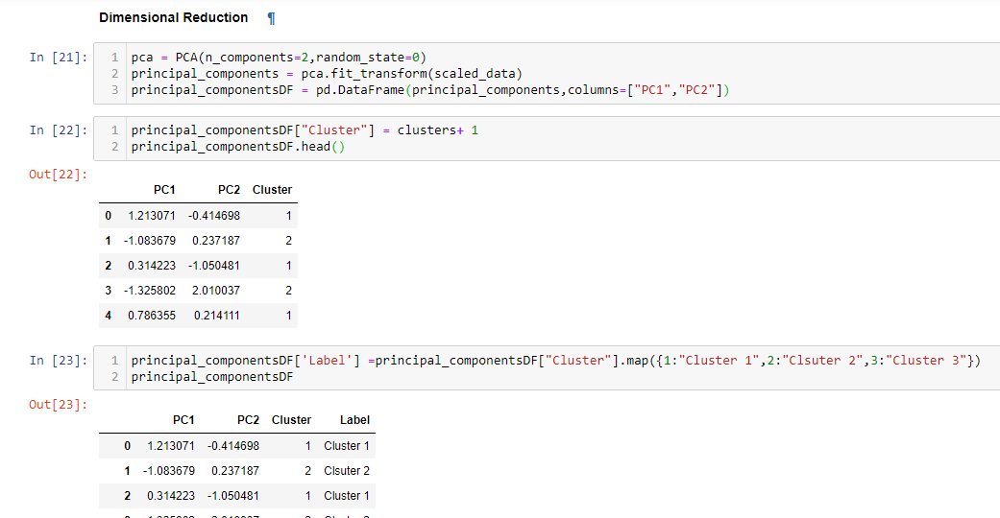 Dimensional Reduction ¶
In [21]:
1 pca = PCA(n_components=2,random_state=0)
2 principal_components = pca.fit_transform(scaled_data)
3 principal_componentsDF = pd.DataFrame(principal_components,columns=["PC1","PC2"])
In [22]:
1 principal_componentsDF["Cluster"] = clusters+ 1
2 principal_componentsDF.head()
Out[22]:
PC1 PC2 Cluster
0 1.213071 -0.414698 1
1 -1.083679 0.237187 2
2 0.314223 -1.050481 1
3 -1.325802 2.010037 2
4 0.786355 0.214111 1
In [23]:
1 principal_componentsDF['Label'] =principal_componentsDF["Cluster"].map({1:"Cluster 1",2:"Clsuter 2",3:"Cluster 3"})
2 principal_componentsDF
Out[23]:
PC1 PC2 Cluster Label
0 1.213071 -0.414698 1 Cluster 1
1 -1.083679 0.237187 2 Clsuter 2
2 0.314223 -1.050481 1 Cluster 1